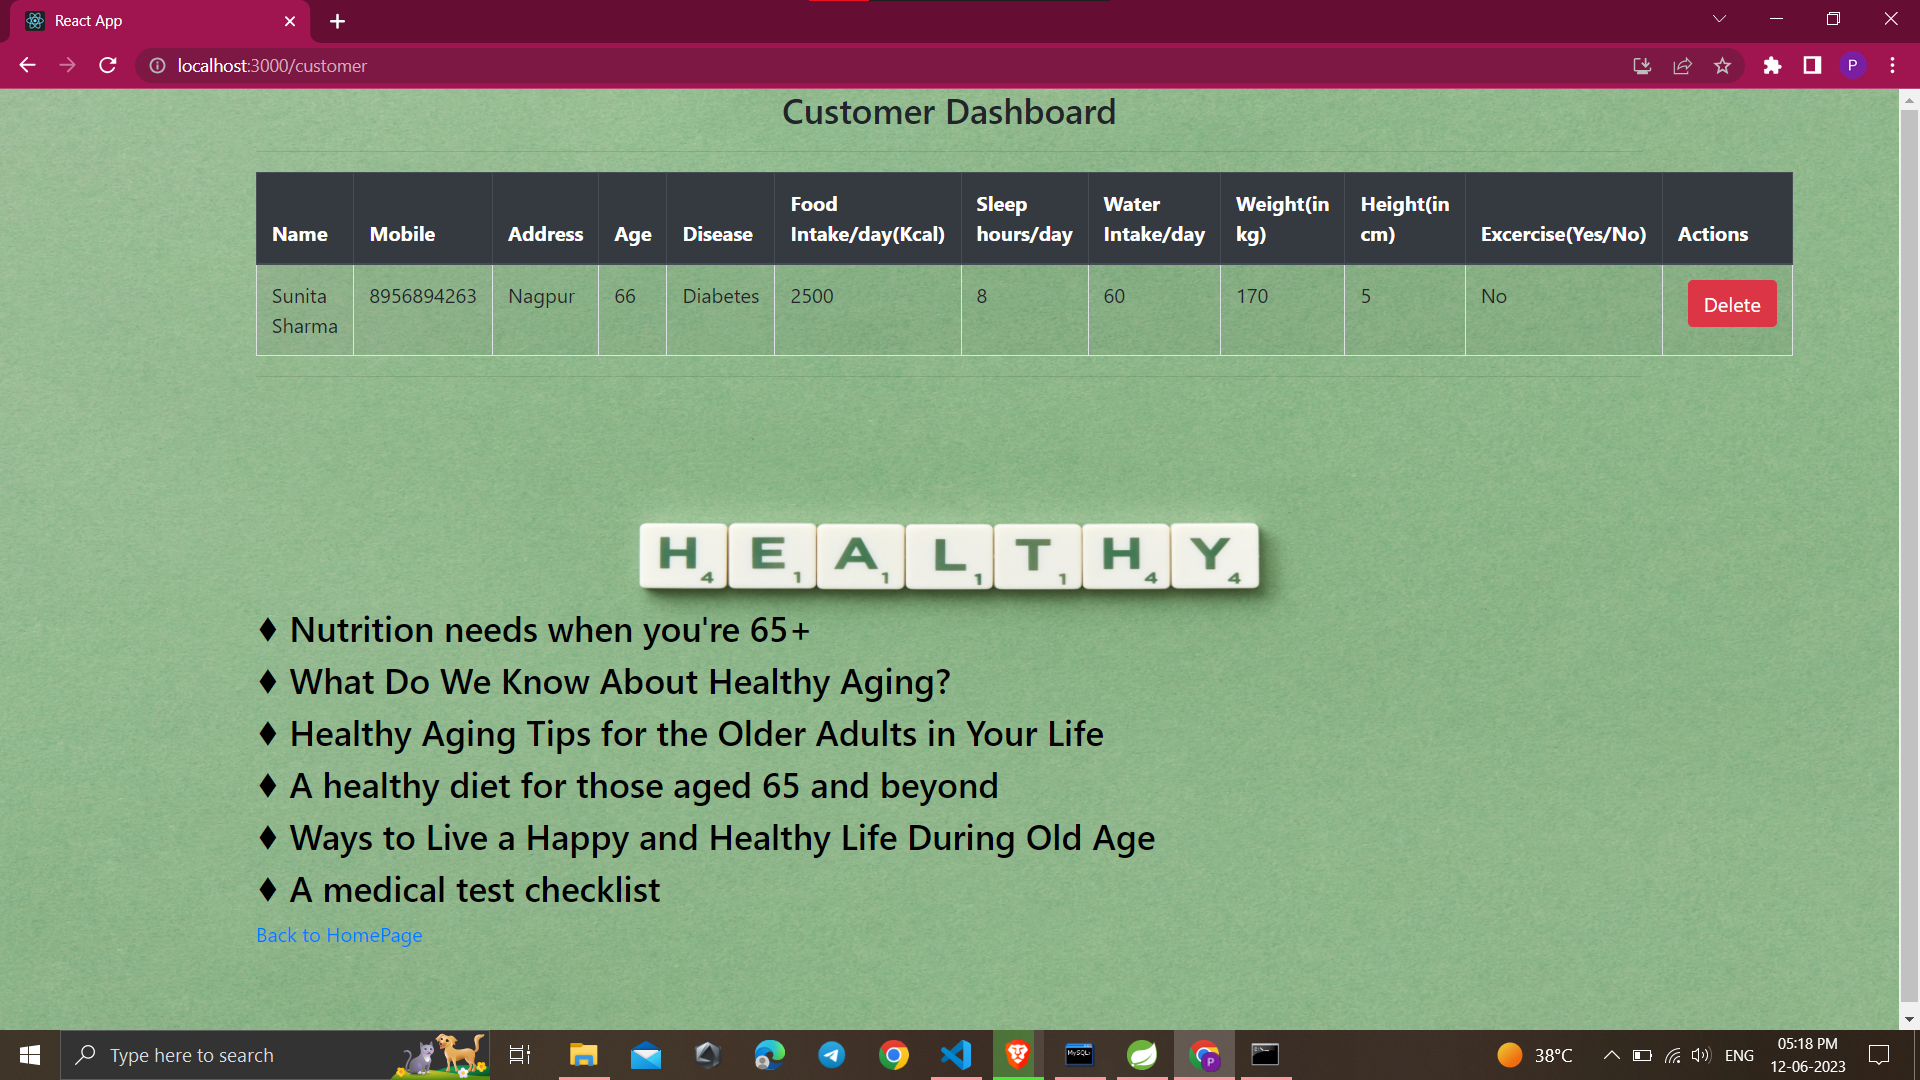 React App
localhost:3000/customer
P
Customer Dashboard
Name Mobile Address Age Disease Food Intake/day(Kcal) Sleep hours/day Water Intake/day Weight(in kg) Height(in cm) Excercise(Yes/No) Actions
Sunita Sharma 8956894263 Nagpur 66 Diabetes 2500 8 60 170 5 No Delete
H4 E1 A1 L1 T1 H4 Y4
♦ Nutrition needs when you're 65+
♦ What Do We Know About Healthy Aging?
♦ Healthy Aging Tips for the Older Adults in Your Life
♦ A healthy diet for those aged 65 and beyond
♦ Ways to Live a Happy and Healthy Life During Old Age
♦ A medical test checklist
Back to HomePage
Type here to search
MySQL
P
38°C
ENG
05:18 PM
12-06-2023